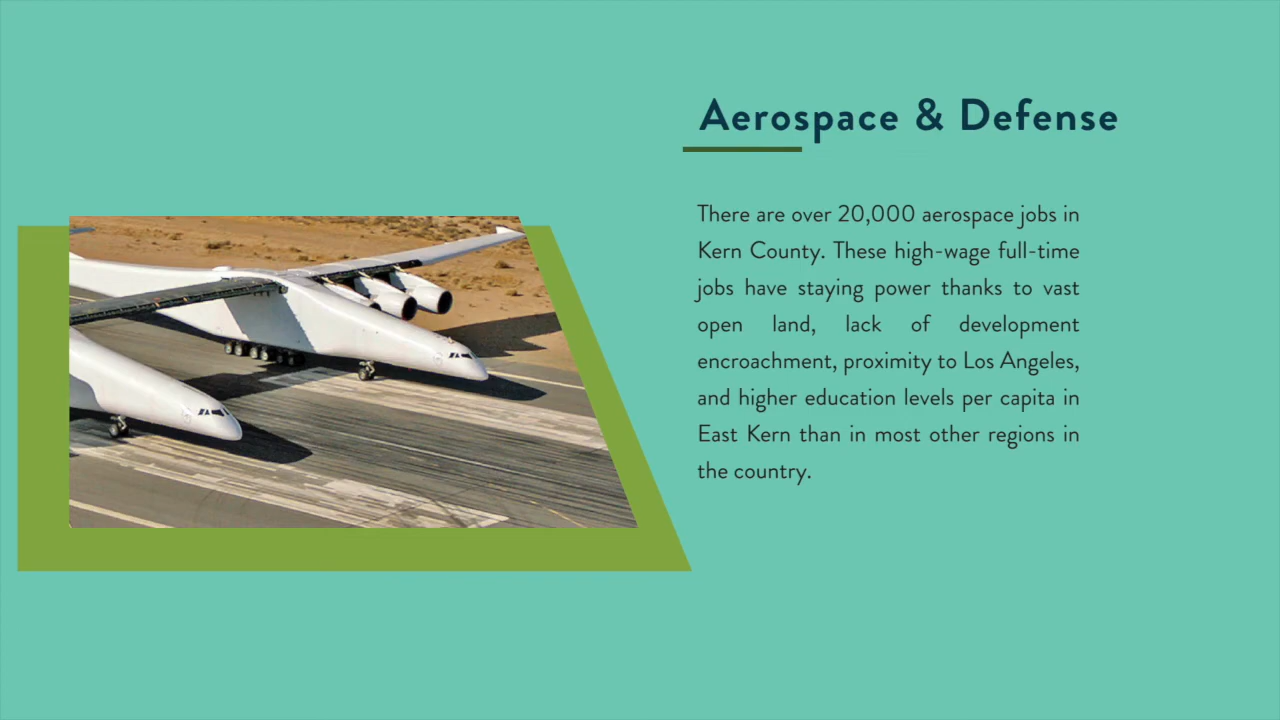 Aerospace & Defense
There are over 20,000 aerospace jobs in
Kern County. These high-wage full-time
jobs have staying power thanks to vast
open land, lack of development
encroachment, proximity to Los Angeles,
and higher education levels per capita in
East Kern than in most other regions in
the country.